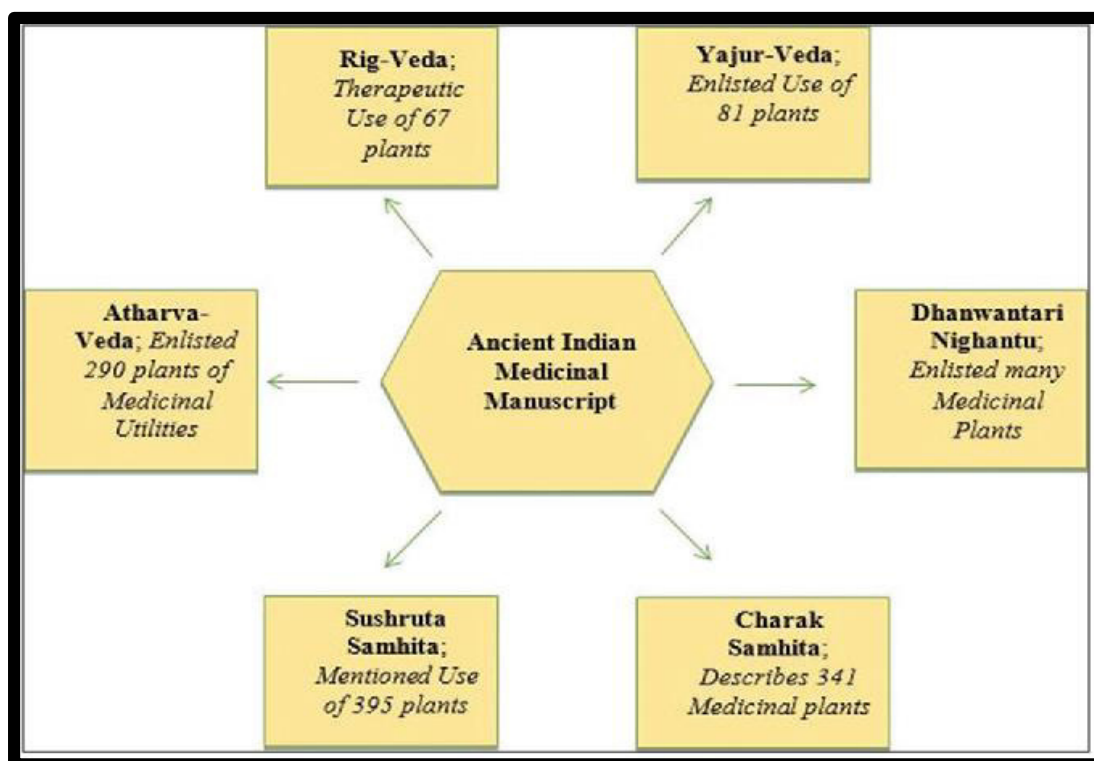 Rig-Veda;
Therapeutic
Use of 67
plants
Yajur-Veda;
Enlisted Use of
81 plants
Atharva-
Veda; Enlisted
290 plants of
Medicinal
Utilities
Ancient Indian
Medicinal
Manuscript
Dhanwantari
Nighantu;
Enlisted many
Medicinal
Plants
Sushruta
Samhita;
Mentioned Use
of 395 plants
Charak
Samhita;
Describes 341
Medicinal plants